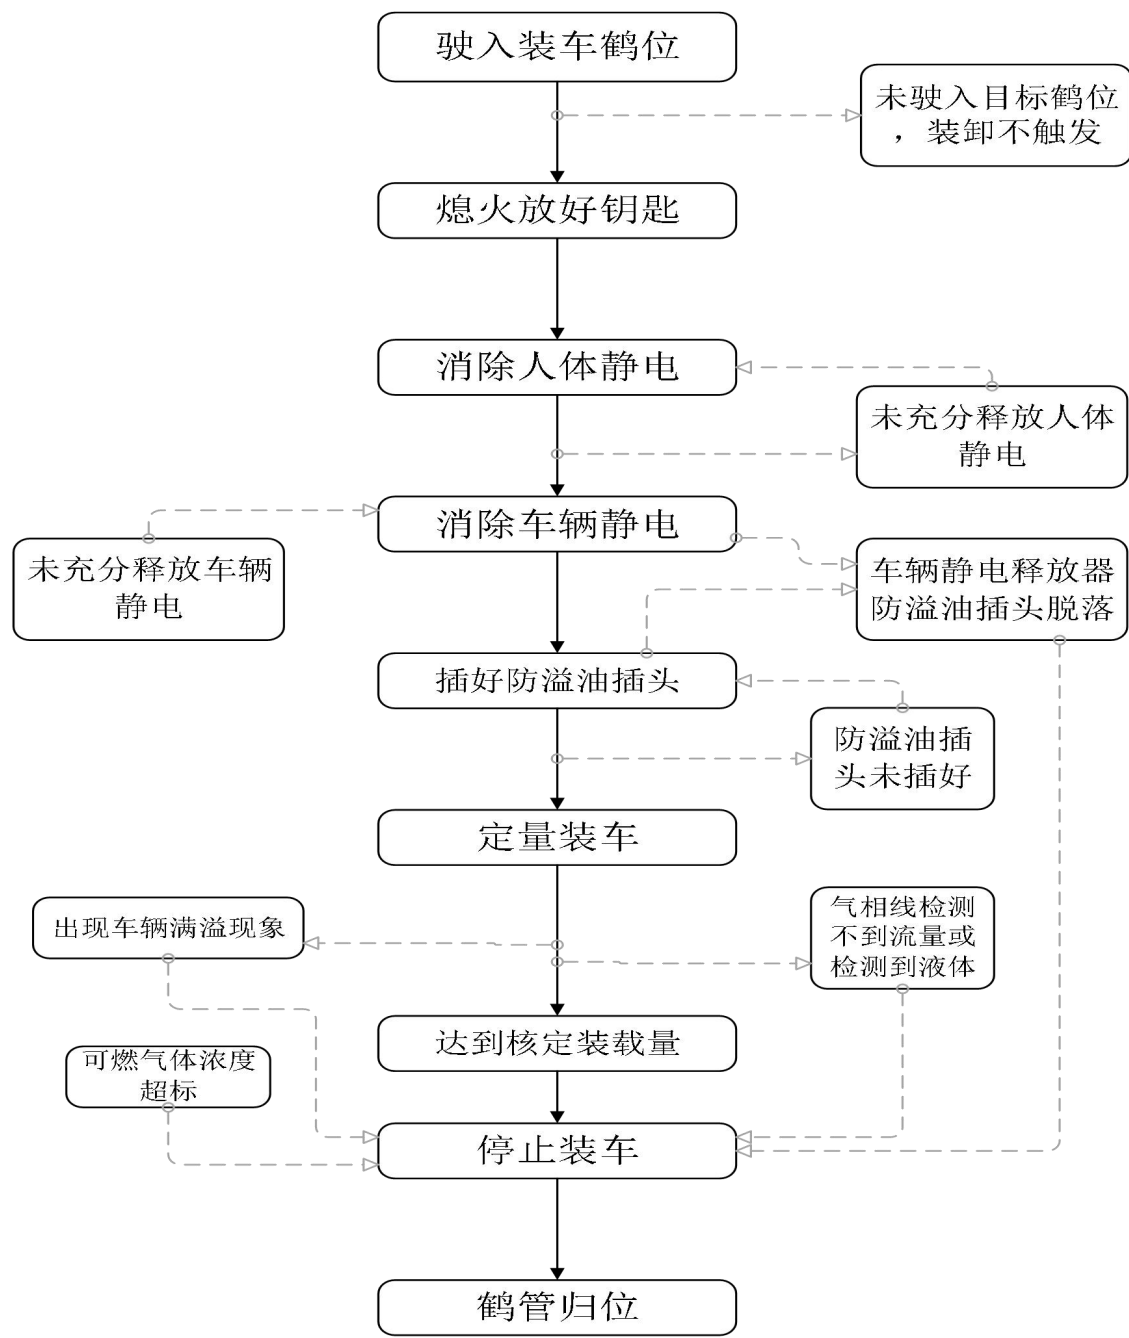 驶入装车鹤位
未驶入目标鹤位
，装卸不触发
熄火放好钥匙
消除人体静电
未充分释放人体
静电
消除车辆静电
未充分释放车辆
静电
车辆静电释放器
防溢油插头脱落
插好防溢油插头
防溢油插
头未插好
定量装车
出现车辆满溢现象
气相线检测
不到流量或
检测到液体
达到核定装载量
可燃气体浓度
超标
停止装车
鹤管归位